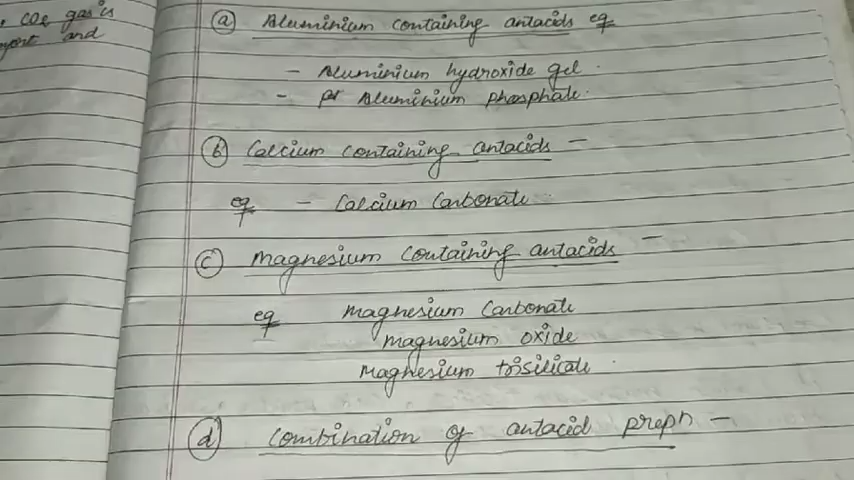 CO2 gas is
and
(a) Aluminium containing antacids eg
- Aluminium hydroxide gel.
- Aluminium phosphate.
(b) Calcium containing antacids -
eg - Calcium Carbonate
(c) Magnesium containing antacids -
eg Magnesium Carbonate
Magnesium oxide
Magnesium trisilicate.
(d) Combination of antacid prepn -